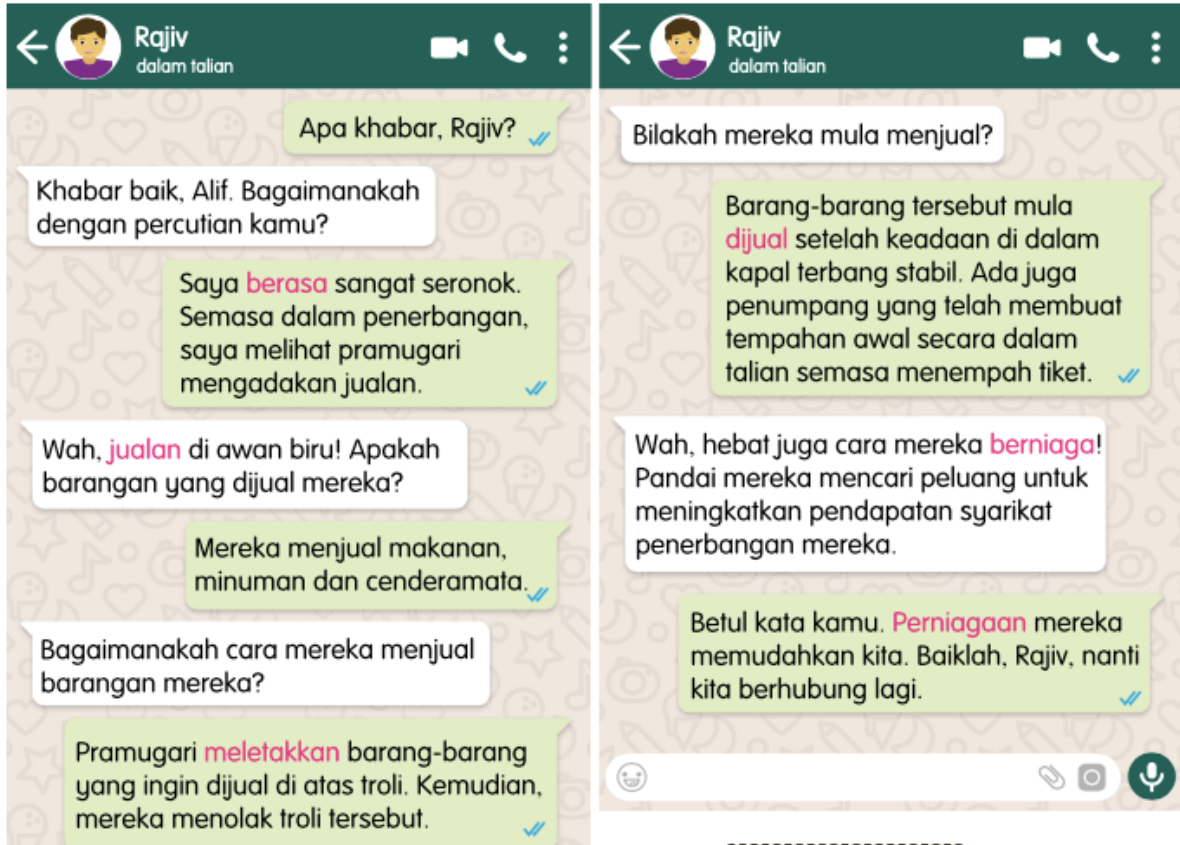 Rajiv
dalam talian
Apa khabar, Rajiv?
Khabar baik, Alif. Bagaimanakah
dengan percutian kamu?
Saya berasa sangat seronok.
Semasa dalam penerbangan,
saya melihat pramugari
mengadakan jualan.
Wah, jualan di awan biru! Apakah
barangan yang dijual mereka?
Mereka menjual makanan,
minuman dan cenderamata.
Bagaimanakah cara mereka menjual
barangan mereka?
Pramugari meletakkan barang-barang
yang ingin dijual di atas troli. Kemudian,
mereka menolak troli tersebut.
Rajiv
dalam talian
Bilakah mereka mula menjual?
Barang-barang tersebut mula
dijual setelah keadaan di dalam
kapal terbang stabil. Ada juga
penumpang yang telah membuat
tempahan awal secara dalam
talian semasa menempah tiket.
Wah, hebat juga cara mereka berniaga!
Pandai mereka mencari peluang untuk
meningkatkan pendapatan syarikat
penerbangan mereka.
Betul kata kamu. Perniagaan mereka
memudahkan kita. Baiklah, Rajiv, nanti
kita berhubung lagi.